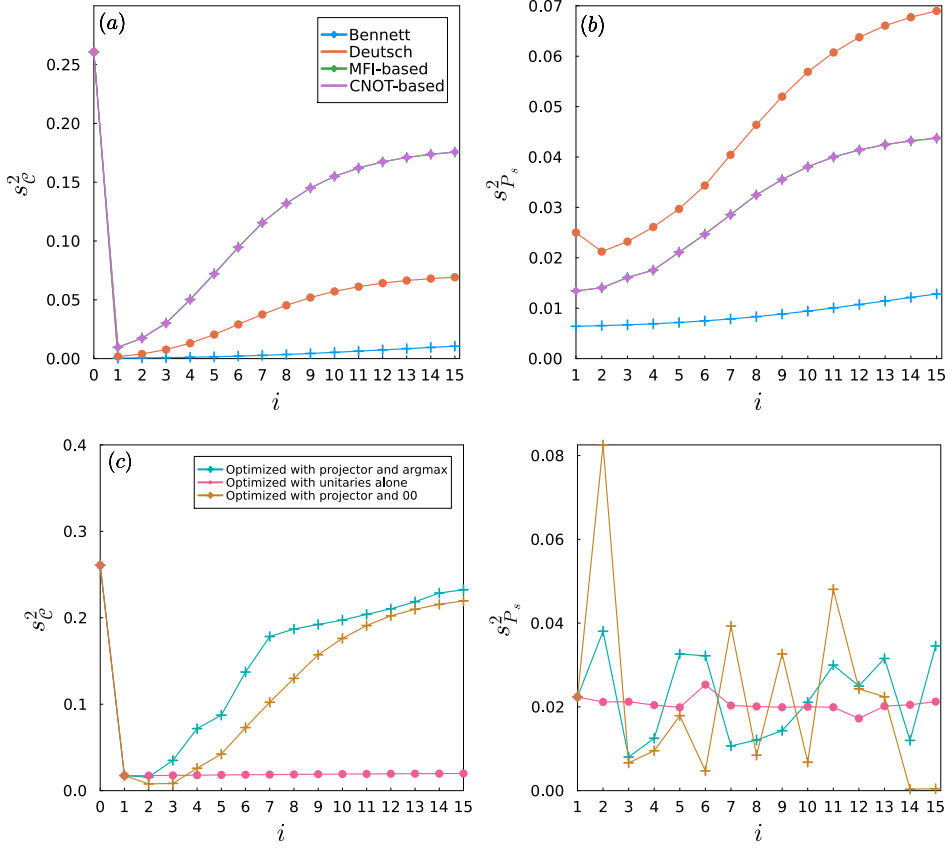 (a)
Bennett
Deutsch
MFI-based
CNOT-based
0.25
0.20
0.15
0.10
0.05
0.00
s²_𝒞
0 1 2 3 4 5 6 7 8 9 10 11 12 13 14 15
i
(b)
0.07
0.06
0.05
0.04
0.03
0.02
0.01
0.00
s²_{P_s}
1 2 3 4 5 6 7 8 9 10 11 12 13 14 15
i
(c)
Optimized with projector and argmax
Optimized with unitaries alone
Optimized with projector and 00
0.4
0.3
0.2
0.1
0.0
s²_𝒞
0 1 2 3 4 5 6 7 8 9 10 11 12 13 14 15
i
0.08
0.06
0.04
0.02
0.00
s²_{P_s}
1 2 3 4 5 6 7 8 9 10 11 12 13 14 15
i